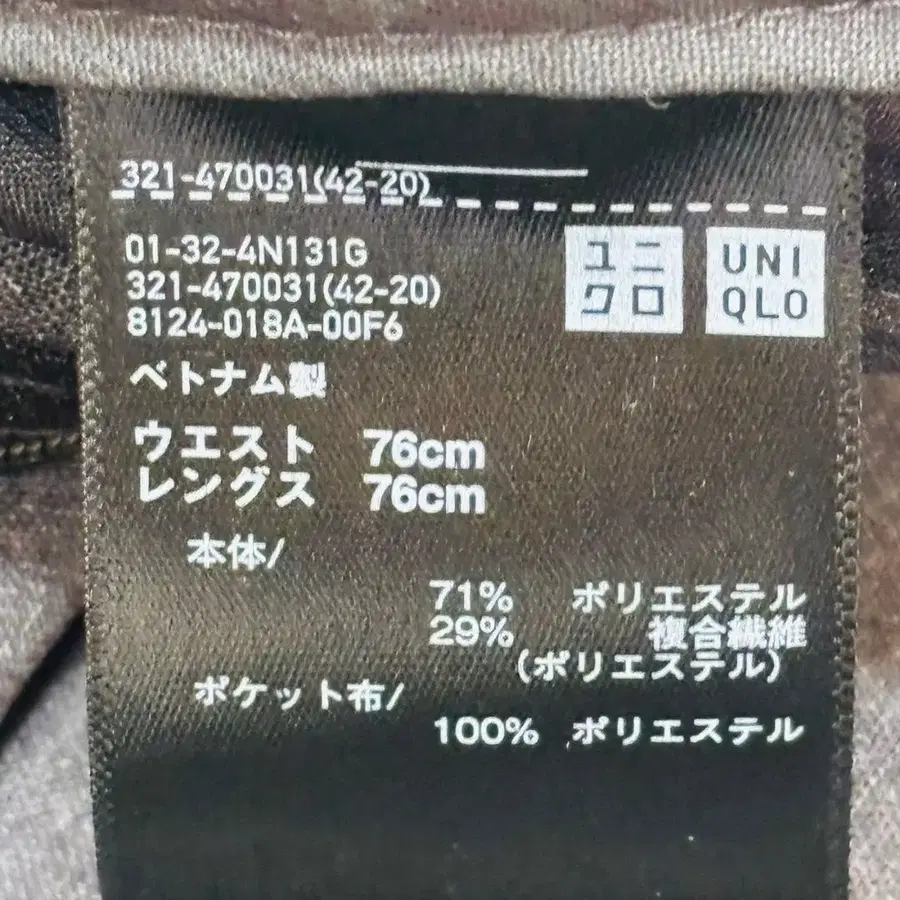 321-470031(42-20)
01-32-4N131G
321-470031(42-20)
8124-018A-00F6
ユニ
クロ
UNI
QLO
ベトナム製
ウエスト 76cm
レングス 76cm
本体/
71% ポリエステル
29% 複合繊維
(ポリエステル)
ポケット布/
100% ポリエステル